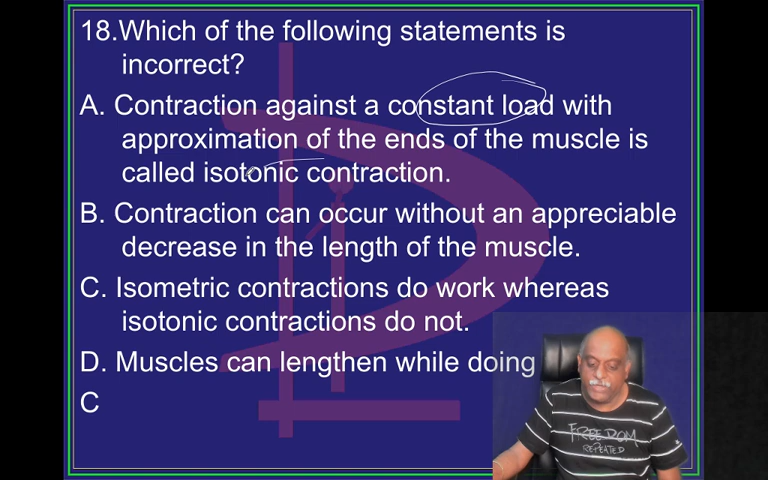 18.Which of the following statements is
incorrect?
A. Contraction against a constant load with
approximation of the ends of the muscle is
called isotonic contraction.
B. Contraction can occur without an appreciable
decrease in the length of the muscle.
C. Isometric contractions do work whereas
isotonic contractions do not.
D. Muscles can lengthen while doing
C
FREEDOM
REPEATED